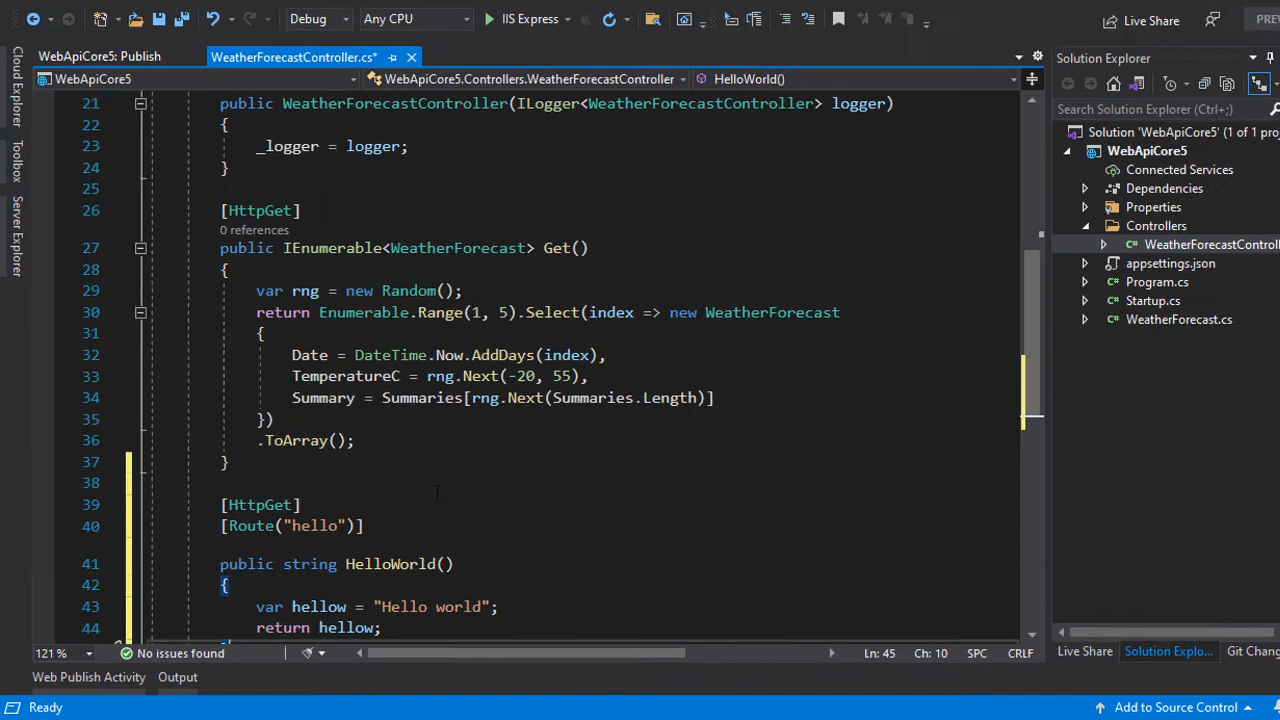 Debug Any CPU IIS Express Live Share PREV
WebApiCore5: Publish WeatherForecastController.cs* Solution Explorer
WebApiCore5 WebApiCore5.Controllers.WeatherForecastController HelloWorld()
Cloud Explorer
Toolbox
Server Explorer
21 public WeatherForecastController(ILogger<WeatherForecastController> logger)
22 {
23 _logger = logger;
24 }
25
26 [HttpGet]
0 references
27 public IEnumerable<WeatherForecast> Get()
28 {
29 var rng = new Random();
30 return Enumerable.Range(1, 5).Select(index => new WeatherForecast
31 {
32 Date = DateTime.Now.AddDays(index),
33 TemperatureC = rng.Next(-20, 55),
34 Summary = Summaries[rng.Next(Summaries.Length)]
35 })
36 .ToArray();
37 }
38
39 [HttpGet]
40 [Route("hello")]
41 public string HelloWorld()
42 {
43 var hellow = "Hello world";
44 return hellow;
Search Solution Explorer (Ctrl+;)
Solution 'WebApiCore5' (1 of 1 proj
WebApiCore5
Connected Services
Dependencies
Properties
Controllers
WeatherForecastControll
appsettings.json
Program.cs
Startup.cs
WeatherForecast.cs
121 % No issues found Ln: 45 Ch: 10 SPC CRLF
Live Share Solution Explo... Git Chang
Web Publish Activity Output
Ready Add to Source Control